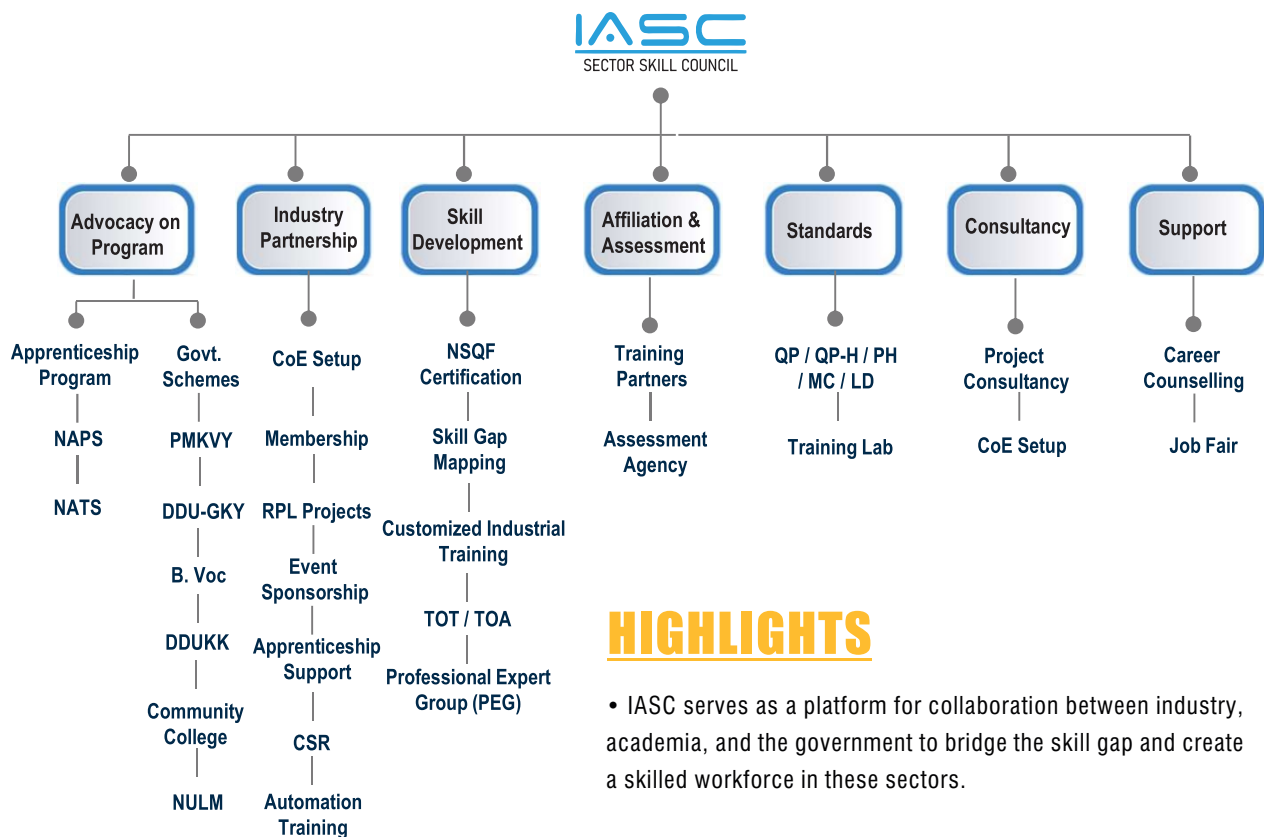 IASC
SECTOR SKILL COUNCIL
Advocacy on
Program
Industry
Partnership
Skill
Development
Affiliation &
Assessment
Standards
Consultancy
Support
Apprenticeship
Program
NAPS
NATS
Govt.
Schemes
PMKVY
DDU-GKY
B. Voc
DDUKK
Community
College
NULM
CoE Setup
Membership
RPL Projects
Event
Sponsorship
Apprenticeship
Support
CSR
Automation
Training
NSQF
Certification
Skill Gap
Mapping
Customized Industrial
Training
TOT / TOA
Professional Expert
Group (PEG)
Training
Partners
Assessment
Agency
QP / QP-H / PH
/ MC / LD
Training Lab
Project
Consultancy
CoE Setup
Career
Counselling
Job Fair
HIGHLIGHTS
• IASC serves as a platform for collaboration between industry,
academia, and the government to bridge the skill gap and create
a skilled workforce in these sectors.